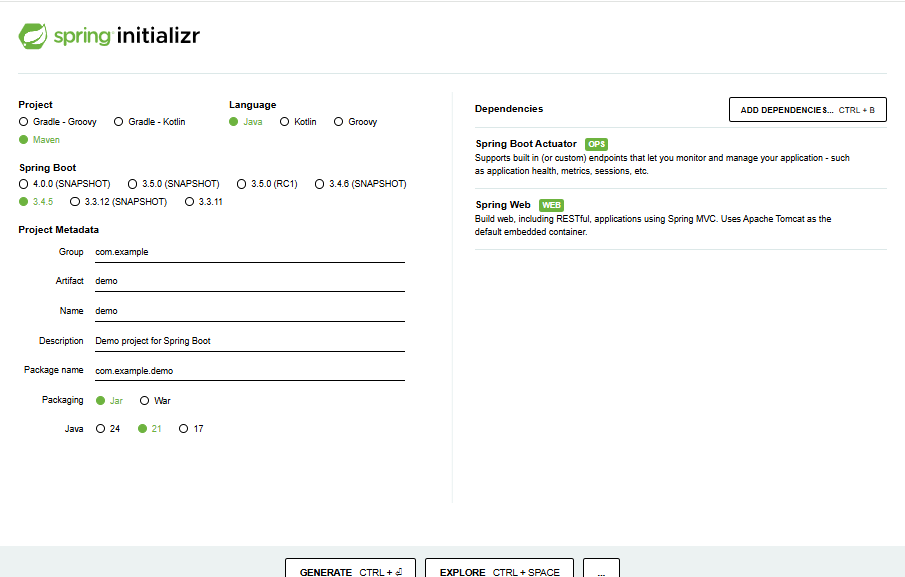 spring initializr
Project
Gradle - Groovy Gradle - Kotlin
Maven
Language
Java Kotlin Groovy
Spring Boot
4.0.0 (SNAPSHOT) 3.5.0 (SNAPSHOT) 3.5.0 (RC1) 3.4.6 (SNAPSHOT)
3.4.5 3.3.12 (SNAPSHOT) 3.3.11
Project Metadata
Group com.example
Artifact demo
Name demo
Description Demo project for Spring Boot
Package name com.example.demo
Packaging Jar War
Java 24 21 17
Dependencies
ADD DEPENDENCIES... CTRL + B
Spring Boot Actuator OPS
Supports built in (or custom) endpoints that let you monitor and manage your application - such
as application health, metrics, sessions, etc.
Spring Web WEB
Build web, including RESTful, applications using Spring MVC. Uses Apache Tomcat as the
default embedded container.
GENERATE CTRL + ⏎
EXPLORE CTRL + SPACE
...